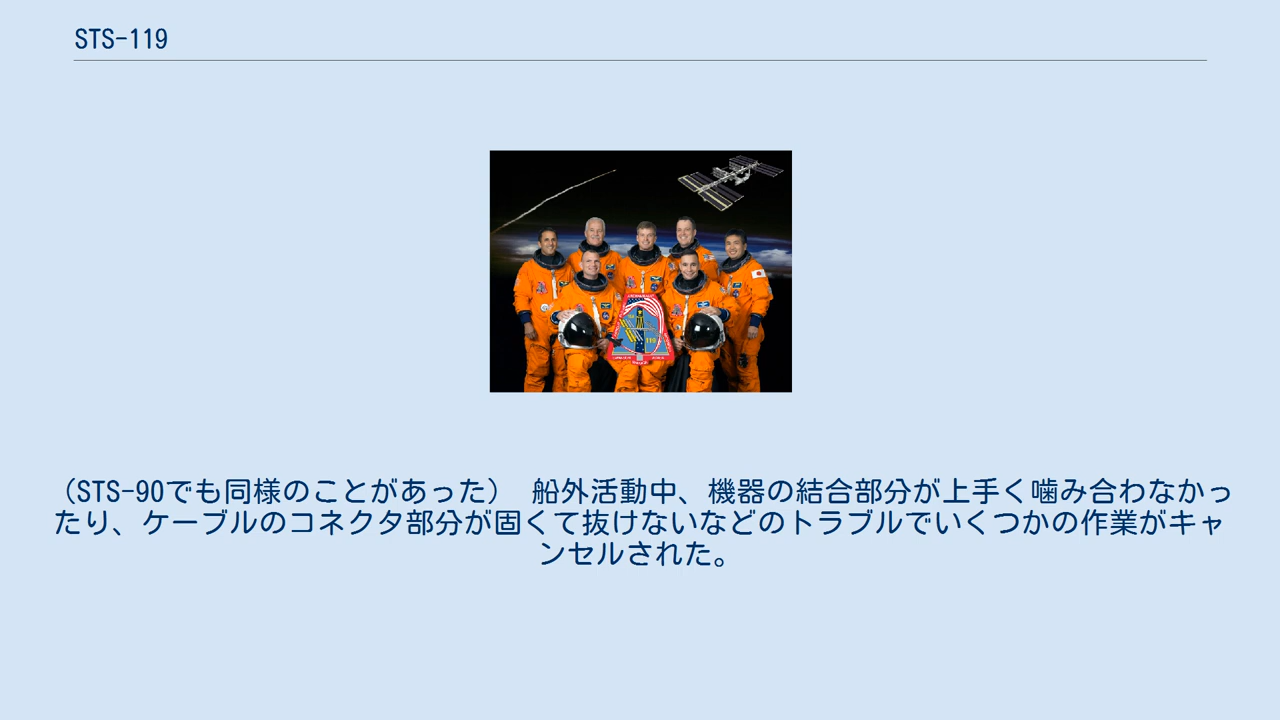 STS-119
119
（STS-90でも同様のことがあった） 船外活動中、機器の結合部分が上手く噛み合わなかっ
たり、ケーブルのコネクタ部分が固くて抜けないなどのトラブルでいくつかの作業がキャ
ンセルされた。